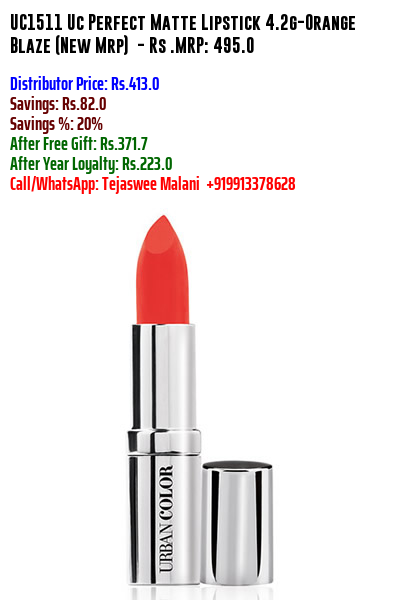 UC1511 Uc Perfect Matte Lipstick 4.2g-Orange
Blaze (New Mrp) - Rs .MRP: 495.0
Distributor Price: Rs.413.0
Savings: Rs.82.0
Savings %: 20%
After Free Gift: Rs.371.7
After Year Loyalty: Rs.223.0
Call/WhatsApp: Tejaswee Malani +919913378628
URBAN COLOR